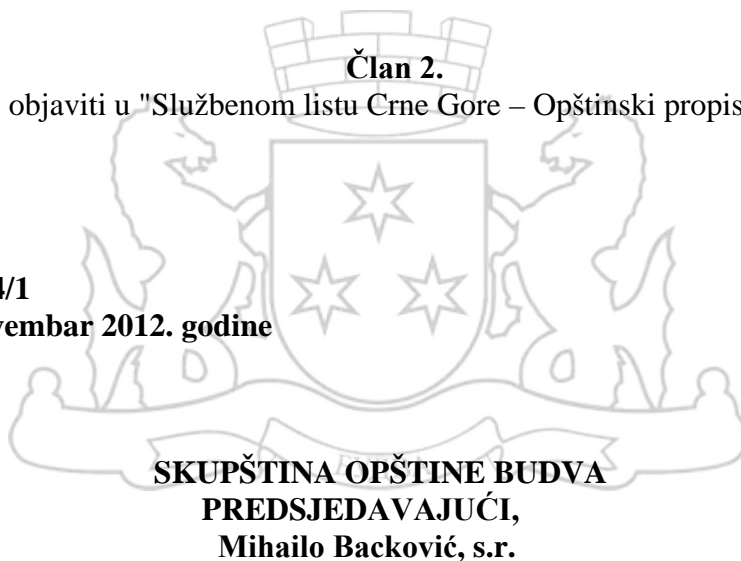 Član 2.
objaviti u "Službenom listu Crne Gore – Opštinski propis
4/1
vembar 2012. godine
SKUPŠTINA OPŠTINE BUDVA
PREDSJEDAVAJUĆI,
Mihailo Backović, s.r.